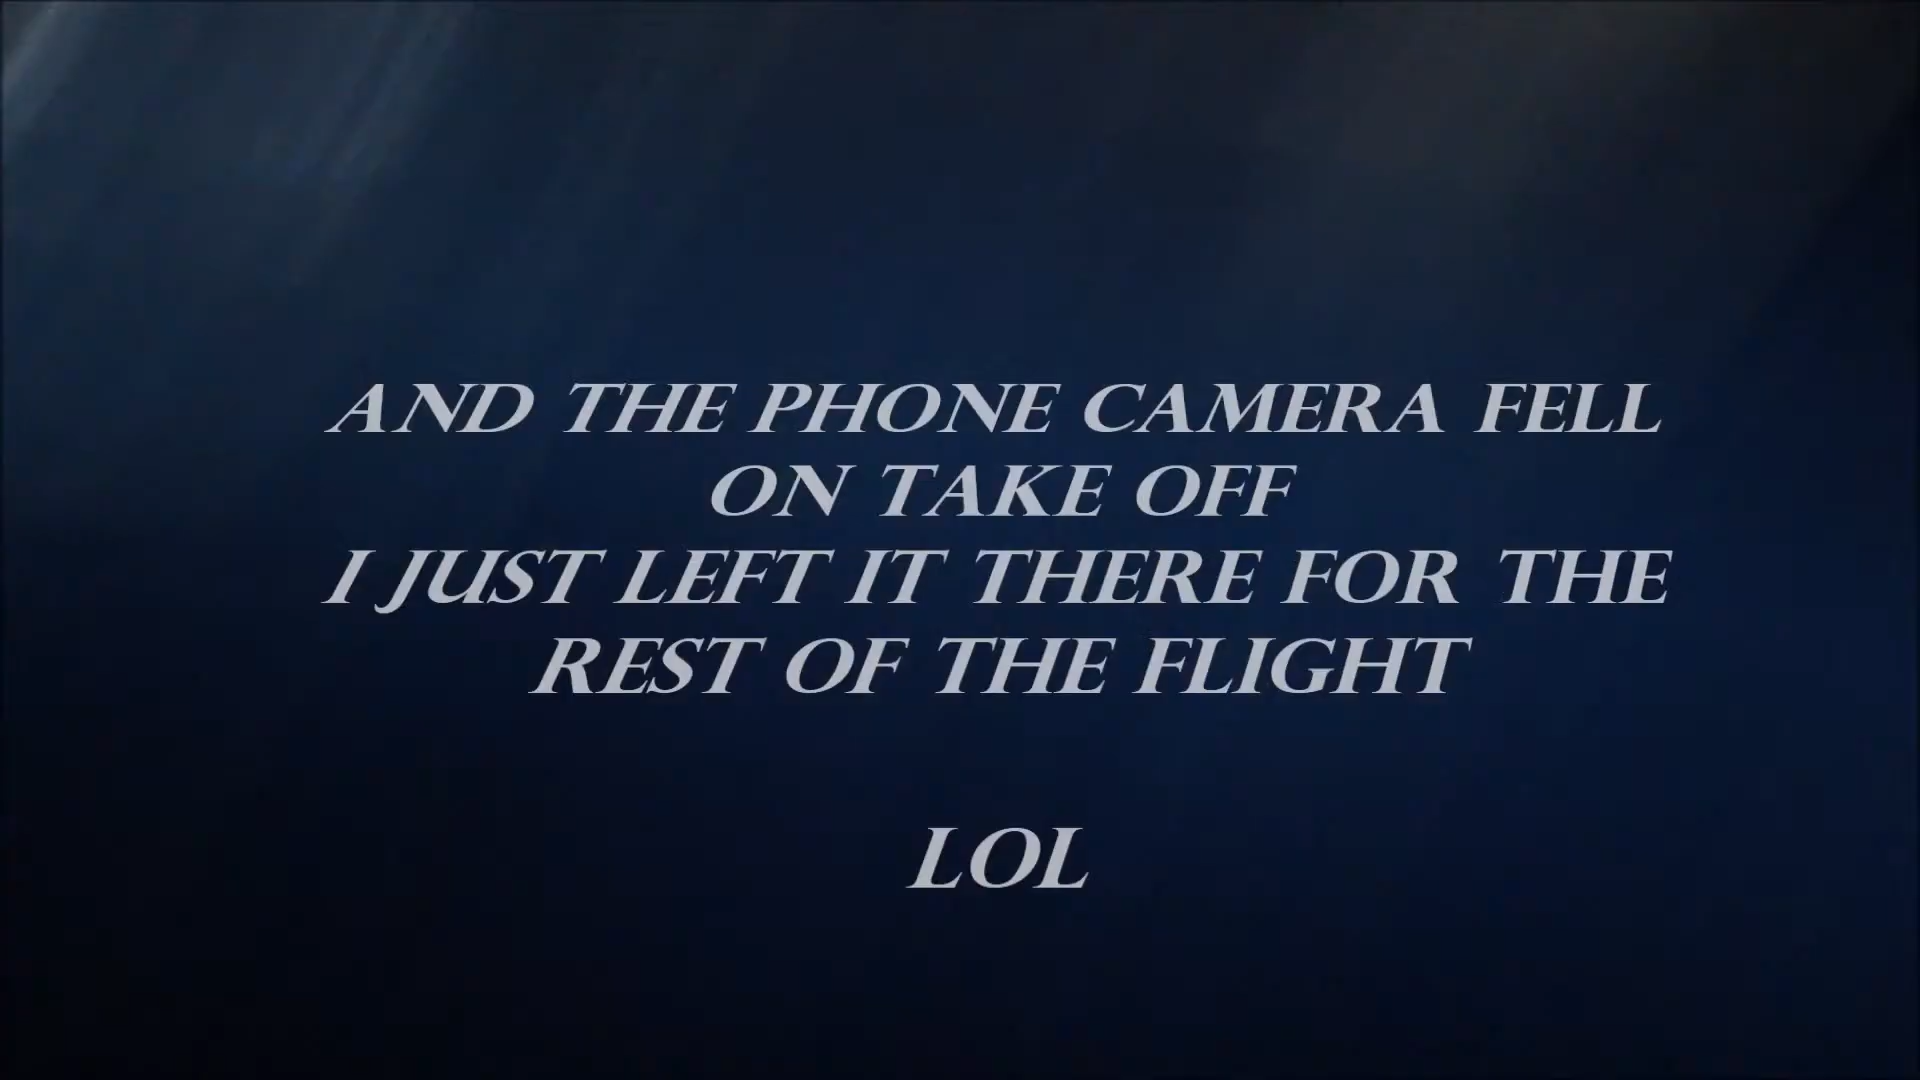 AND THE PHONE CAMERA FELL
ON TAKE OFF
I JUST LEFT IT THERE FOR THE
REST OF THE FLIGHT
LOL